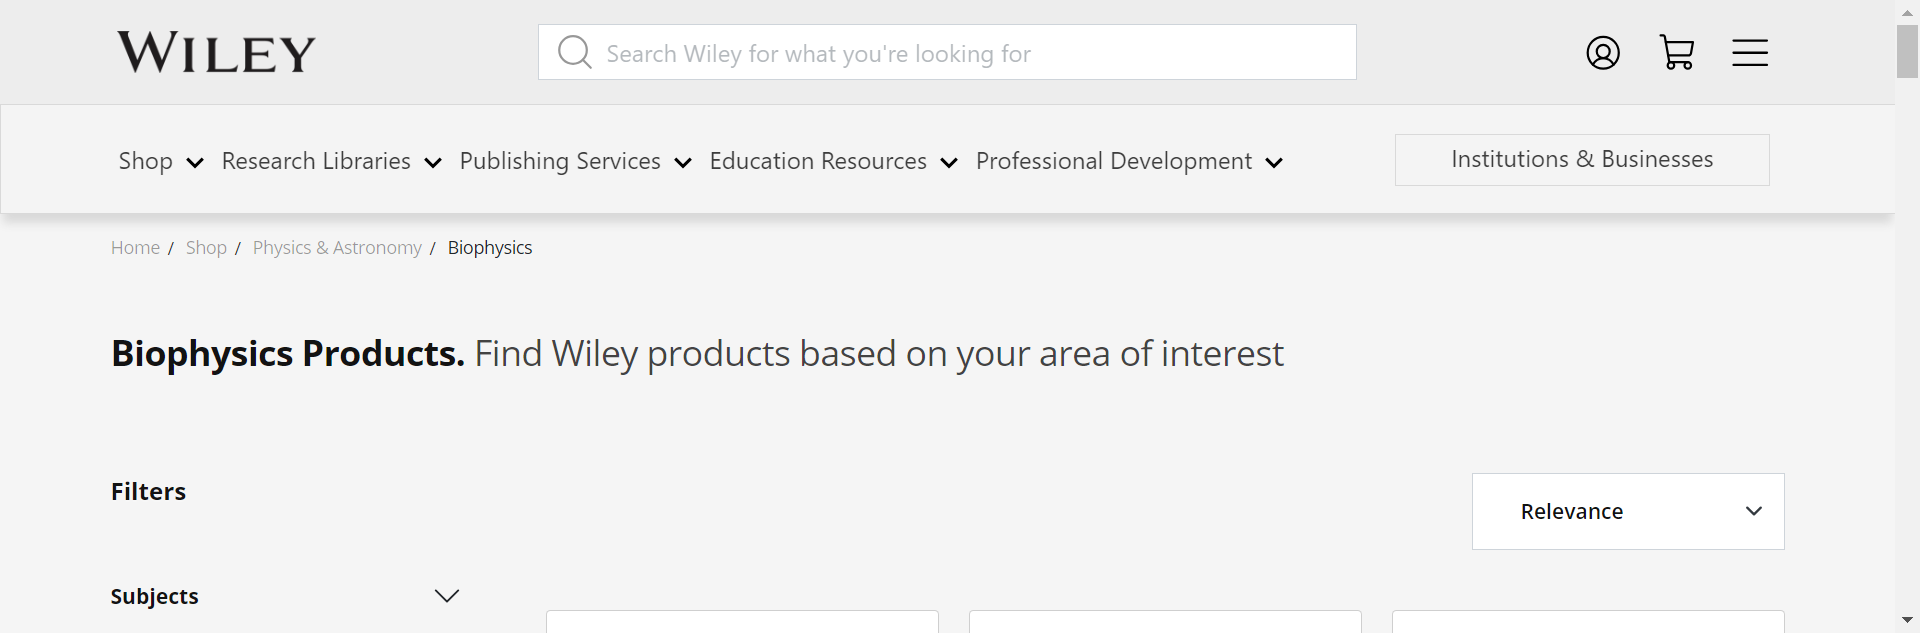 WILEY
Search Wiley for what you're looking for
Shop Research Libraries Publishing Services Education Resources Professional Development Institutions & Businesses
Home / Shop / Physics & Astronomy / Biophysics
Biophysics Products. Find Wiley products based on your area of interest
Filters
Relevance
Subjects